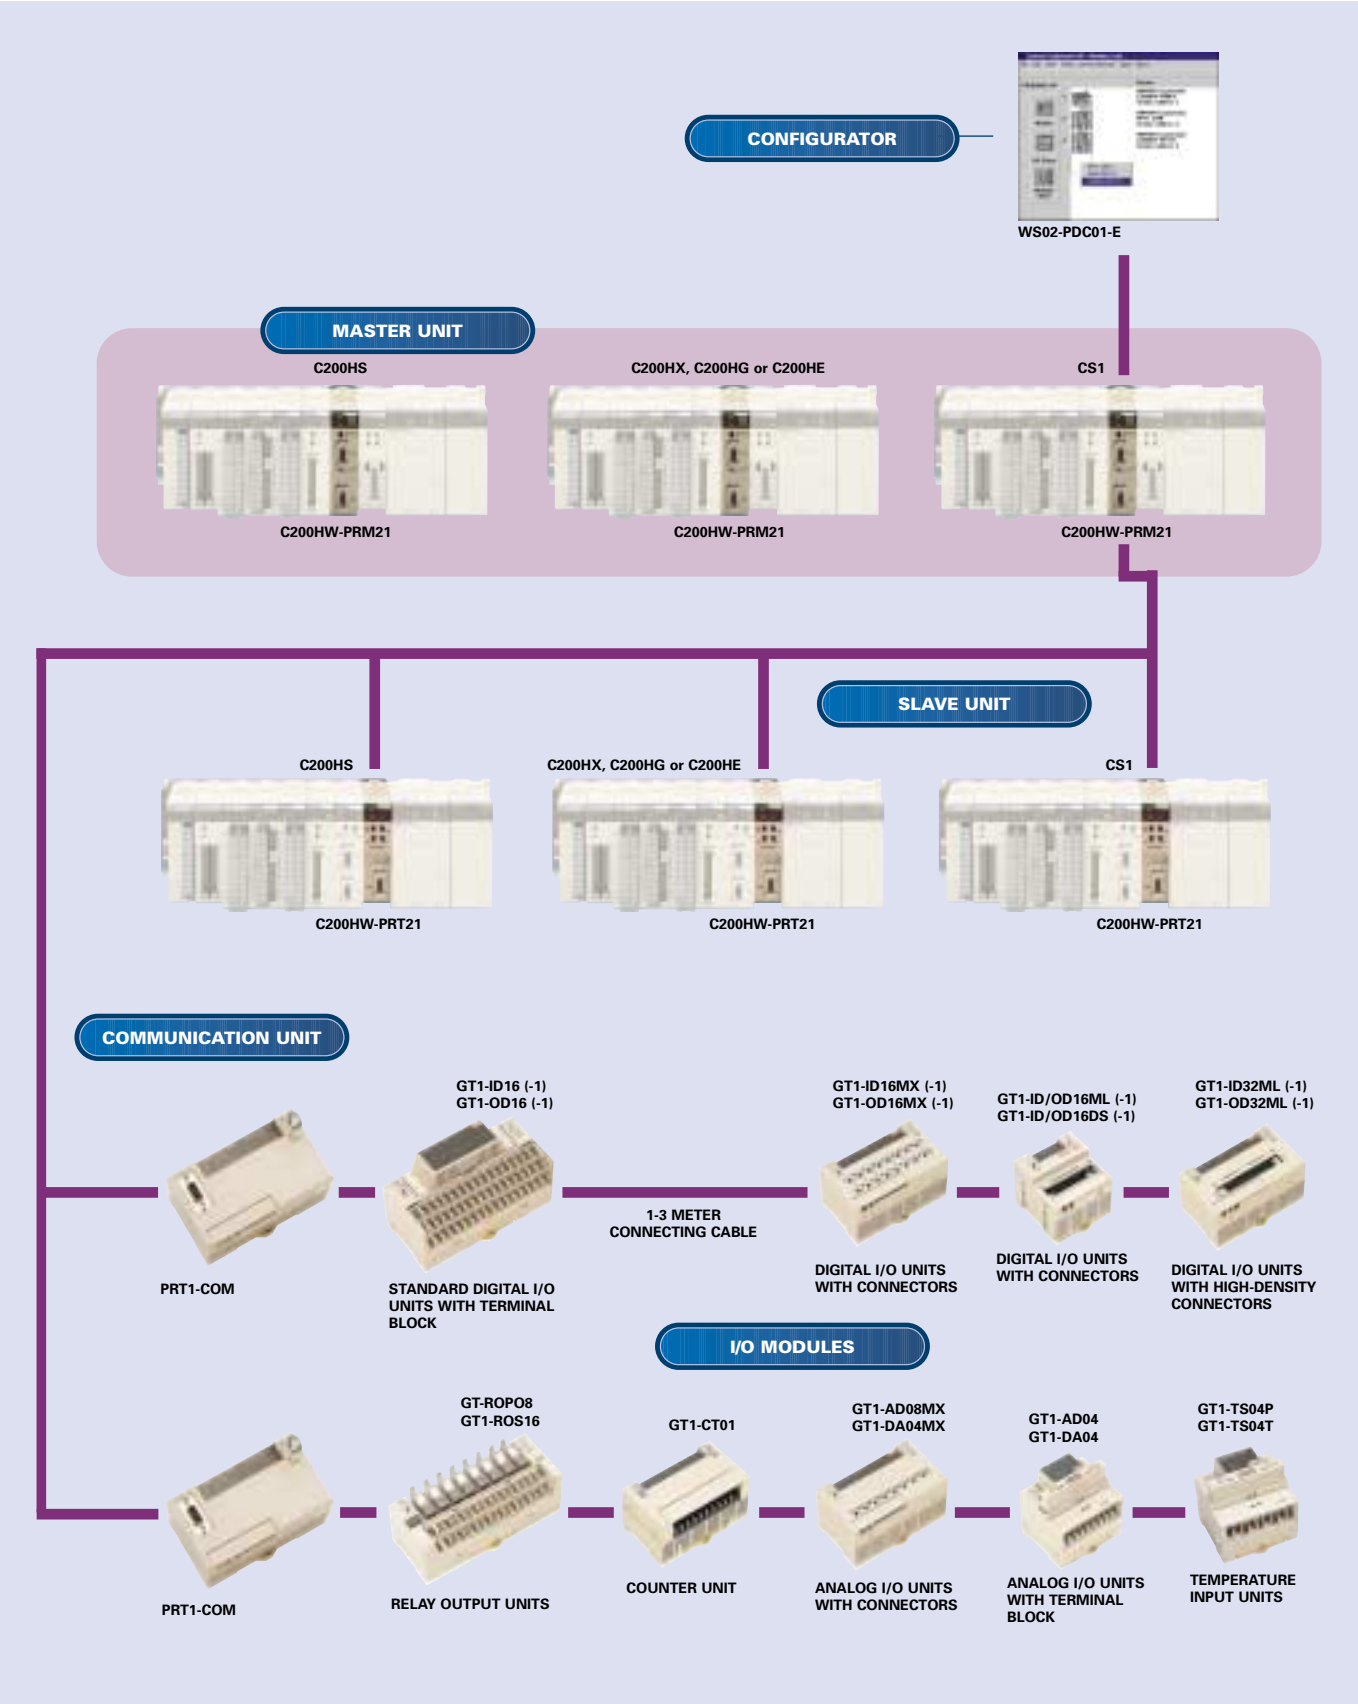 CONFIGURATOR
WS02-PDC01-E
MASTER UNIT
C200HS
C200HX, C200HG or C200HE
CS1
C200HW-PRM21
C200HW-PRM21
C200HW-PRM21
SLAVE UNIT
C200HS
C200HX, C200HG or C200HE
CS1
C200HW-PRT21
C200HW-PRT21
C200HW-PRT21
COMMUNICATION UNIT
GT1-ID16 (-1)
GT1-OD16 (-1)
GT1-ID16MX (-1)
GT1-OD16MX (-1)
GT1-ID/OD16ML (-1)
GT1-ID/OD16DS (-1)
GT1-ID32ML (-1)
GT1-OD32ML (-1)
1-3 METER
CONNECTING CABLE
PRT1-COM
STANDARD DIGITAL I/O
UNITS WITH TERMINAL
BLOCK
DIGITAL I/O UNITS
WITH CONNECTORS
DIGITAL I/O UNITS
WITH CONNECTORS
DIGITAL I/O UNITS
WITH HIGH-DENSITY
CONNECTORS
I/O MODULES
GT-ROPO8
GT1-ROS16
GT1-CT01
GT1-AD08MX
GT1-DA04MX
GT1-AD04
GT1-DA04
GT1-TS04P
GT1-TS04T
PRT1-COM
RELAY OUTPUT UNITS
COUNTER UNIT
ANALOG I/O UNITS
WITH CONNECTORS
ANALOG I/O UNITS
WITH TERMINAL
BLOCK
TEMPERATURE
INPUT UNITS